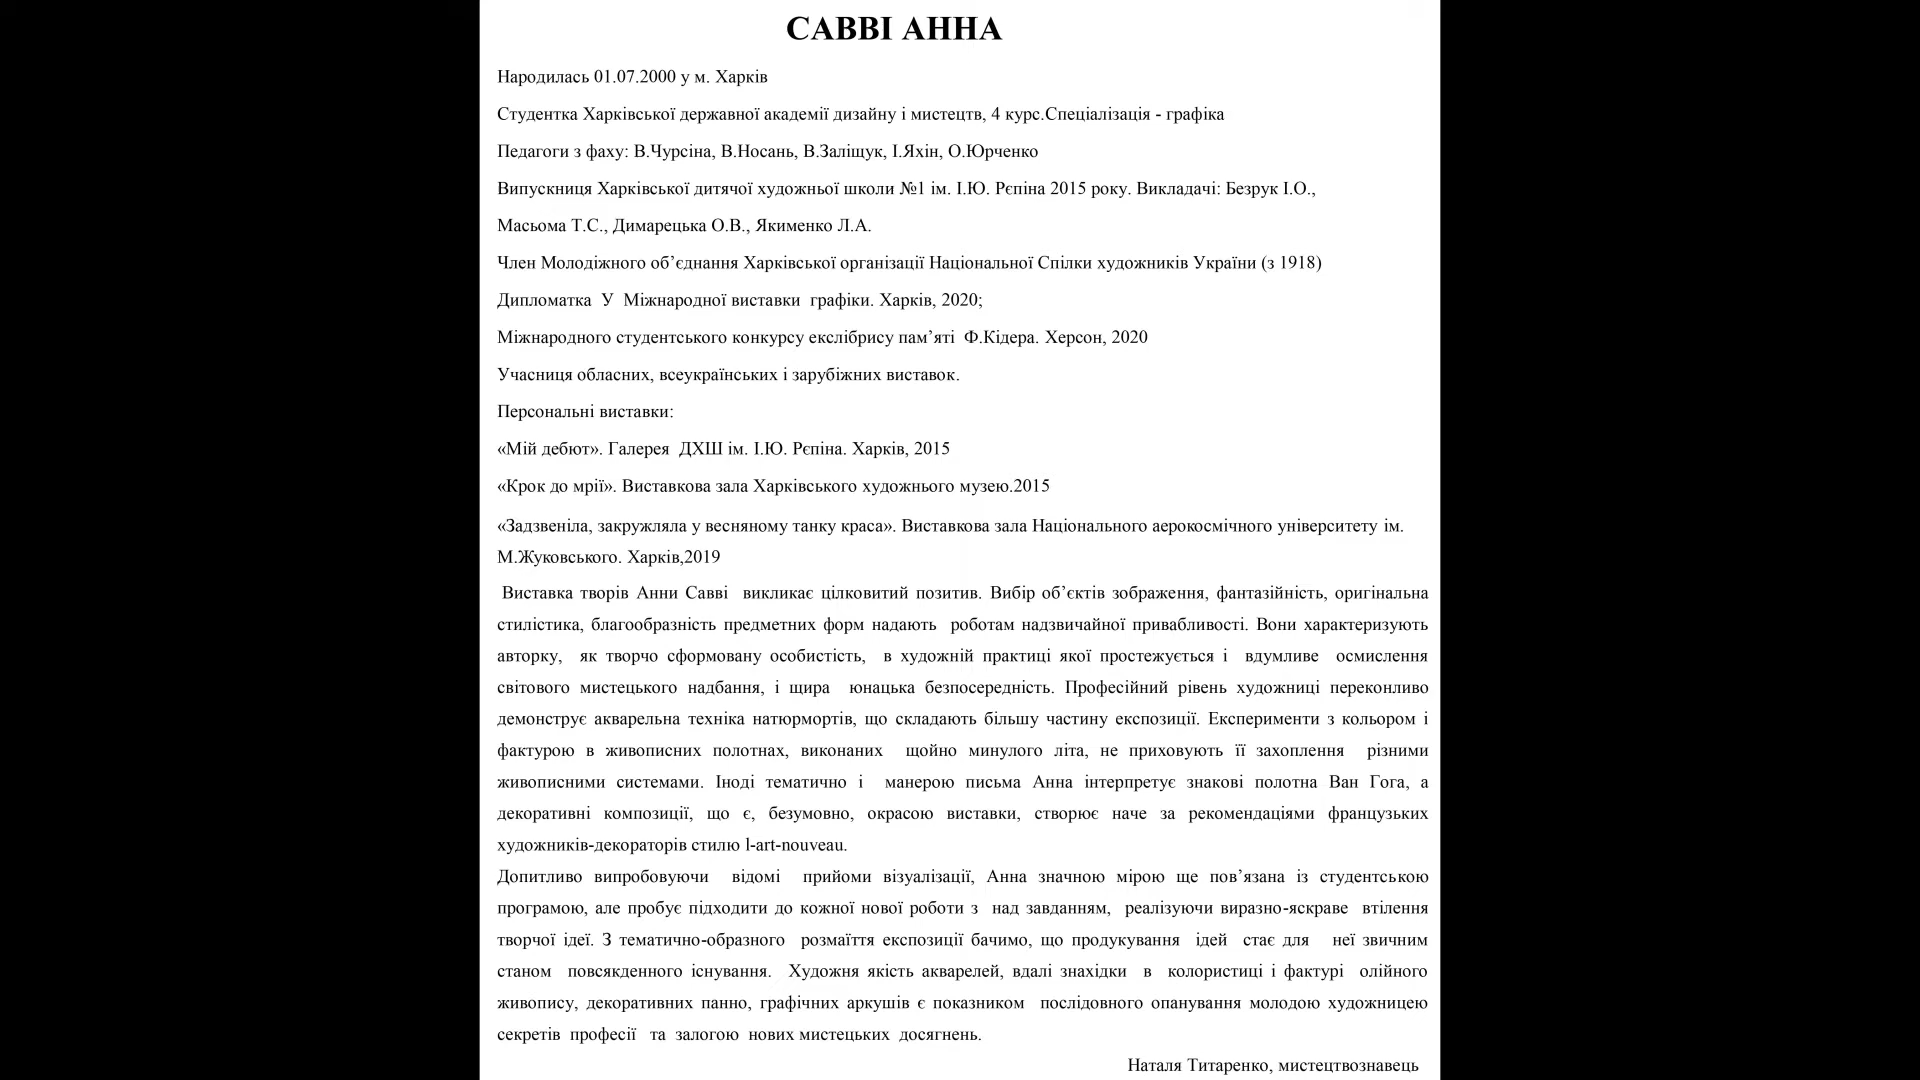 САВВІ АННА
Народилась 01.07.2000 у м. Харків
Студентка Харківської державної академії дизайну і мистецтв, 4 курс.Спеціалізація - графіка
Педагоги з фаху: В.Чурсіна, В.Носань, В.Заліщук, І.Яхін, О.Юрченко
Випускниця Харківської дитячої художньої школи №1 ім. І.Ю. Рєпіна 2015 року. Викладачі: Безрук І.О.,
Масьома Т.С., Димарецька О.В., Якименко Л.А.
Член Молодіжного об’єднання Харківської організації Національної Спілки художників України (з 1918)
Дипломатка У Міжнародної виставки графіки. Харків, 2020;
Міжнародного студентського конкурсу екслібрису пам’яті Ф.Кідера. Херсон, 2020
Учасниця обласних, всеукраїнських і зарубіжних виставок.
Персональні виставки:
«Мій дебют». Галерея ДХШ ім. І.Ю. Рєпіна. Харків, 2015
«Крок до мрії». Виставкова зала Харківського художнього музею.2015
«Задзвеніла, закружляла у весняному танку краса». Виставкова зала Національного аерокосмічного університету ім.
М.Жуковського. Харків,2019
Виставка творів Анни Савві викликає цілковитий позитив. Вибір об’єктів зображення, фантазійність, оригінальна
стилістика, благообразність предметних форм надають роботам надзвичайної привабливості. Вони характеризують
авторку, як творчо сформовану особистість, в художній практиці якої простежується і вдумливе осмислення
світового мистецького надбання, і щира юнацька безпосередність. Професійний рівень художниці переконливо
демонструє акварельна техніка натюрмортів, що складають більшу частину експозиції. Експерименти з кольором і
фактурою в живописних полотнах, виконаних щойно минулого літа, не приховують її захоплення різними
живописними системами. Іноді тематично і манерою письма Анна інтерпретує знакові полотна Ван Гога, а
декоративні композиції, що є, безумовно, окрасою виставки, створює наче за рекомендаціями французьких
художників-декораторів стилю l-art-nouveau.
Допитливо випробовуючи відомі прийоми візуалізації, Анна значною мірою ще пов’язана із студентською
програмою, але пробує підходити до кожної нової роботи з над завданням, реалізуючи виразно-яскраве втілення
творчої ідеї. З тематично-образного розмаїття експозиції бачимо, що продукування ідей стає для неї звичним
станом повсякденного існування. Художня якість акварелей, вдалі знахідки в колористиці і фактурі олійного
живопису, декоративних панно, графічних аркушів є показником послідовного опанування молодою художницею
секретів професії та залогою нових мистецьких досягнень.
Наталя Титаренко, мистецтвознавець